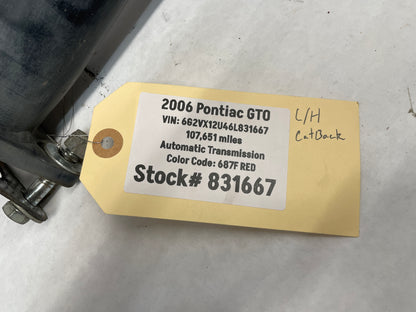 2006 Pontiac GTO
VIN: 6G2VX12U46L831667
107,651 miles
Automatic Transmission
Color Code: 687F RED
Stock# 831667
L/H
CatBack